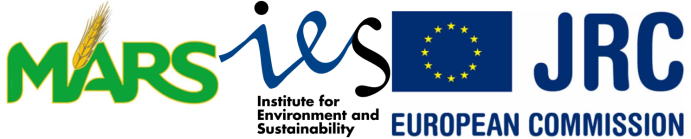 MARS
ies
Institute for
Environment and
Sustainability
JRC
EUROPEAN COMMISSION